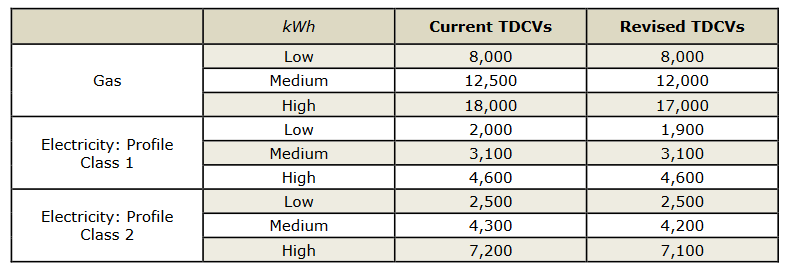 kWh Current TDCVs Revised TDCVs
Gas
Low 8,000 8,000
Medium 12,500 12,000
High 18,000 17,000
Electricity: Profile
Class 1
Low 2,000 1,900
Medium 3,100 3,100
High 4,600 4,600
Electricity: Profile
Class 2
Low 2,500 2,500
Medium 4,300 4,200
High 7,200 7,100